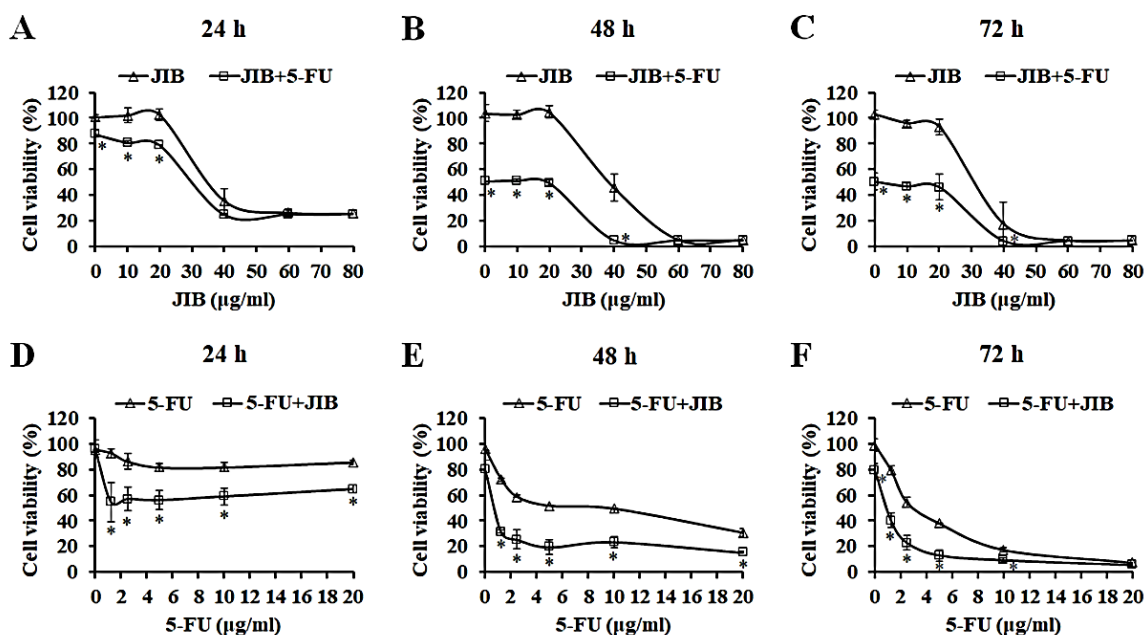 A 24 h
JIB JIB+5-FU
Cell viability (%)
120
100
80
60
40
20
0
* * *
0 10 20 30 40 50 60 70 80
JIB (μg/ml)
B 48 h
JIB JIB+5-FU
Cell viability (%)
120
100
80
60
40
20
0
* * * *
0 10 20 30 40 50 60 70 80
JIB (μg/ml)
C 72 h
JIB JIB+5-FU
Cell viability (%)
120
100
80
60
40
20
0
* * * *
0 10 20 30 40 50 60 70 80
JIB (μg/ml)
D 24 h
5-FU 5-FU+JIB
Cell viability (%)
120
100
80
60
40
20
0
* * * * *
0 2 4 6 8 10 12 14 16 18 20
5-FU (μg/ml)
E 48 h
5-FU 5-FU+JIB
Cell viability (%)
120
100
80
60
40
20
0
* * * * *
0 2 4 6 8 10 12 14 16 18 20
5-FU (μg/ml)
F 72 h
5-FU 5-FU+JIB
Cell viability (%)
120
100
80
60
40
20
0
* * * * *
0 2 4 6 8 10 12 14 16 18 20
5-FU (μg/ml)